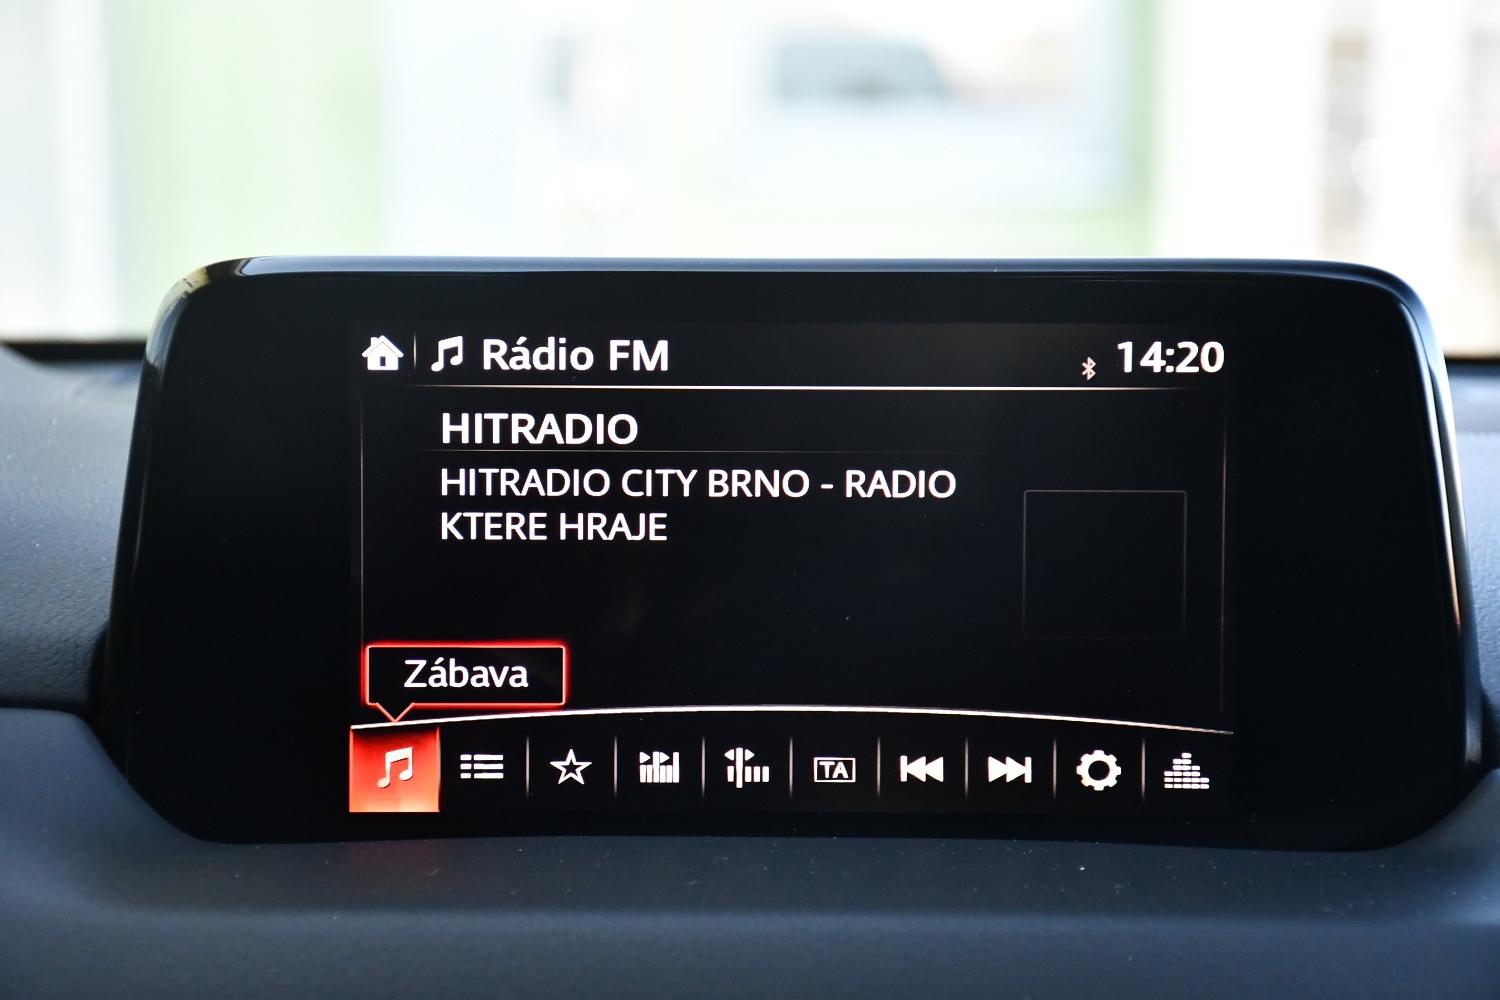 Rádio FM
14:20
HITRADIO
HITRADIO CITY BRNO - RADIO
KTERE HRAJE
Zábava
TA